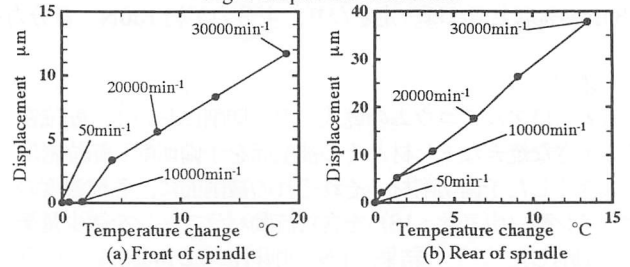 15
Displacement μm
10
5
0
30000min-1
20000min-1
50min-1
10000min-1
0 10 20
Temperature change °C
(a) Front of spindle
40
Displacement μm
30
20
10
0
30000min-1
20000min-1
10000min-1
50min-1
0 5 10 15
Temperature change °C
(b) Rear of spindle